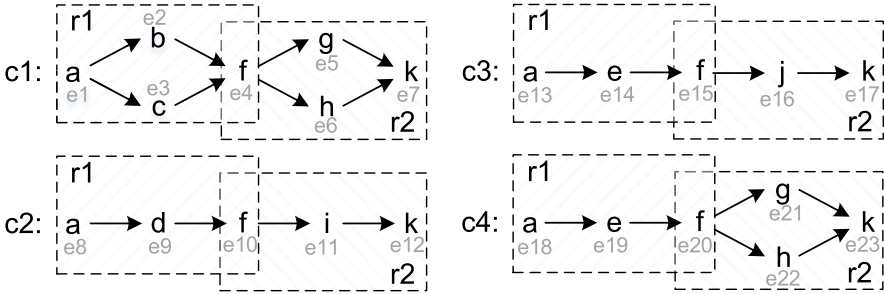 r1
e2
b
g
e5
c1:
a
e1
f
e4
k
e7
e3
c
h
e6
r2
r1
c3:
a
e13
e
e14
f
e15
j
e16
k
e17
r2
r1
c2:
a
e8
d
e9
f
e10
i
e11
k
e12
r2
r1
g
e21
c4:
a
e18
e
e19
f
e20
k
e23
h
e22
r2